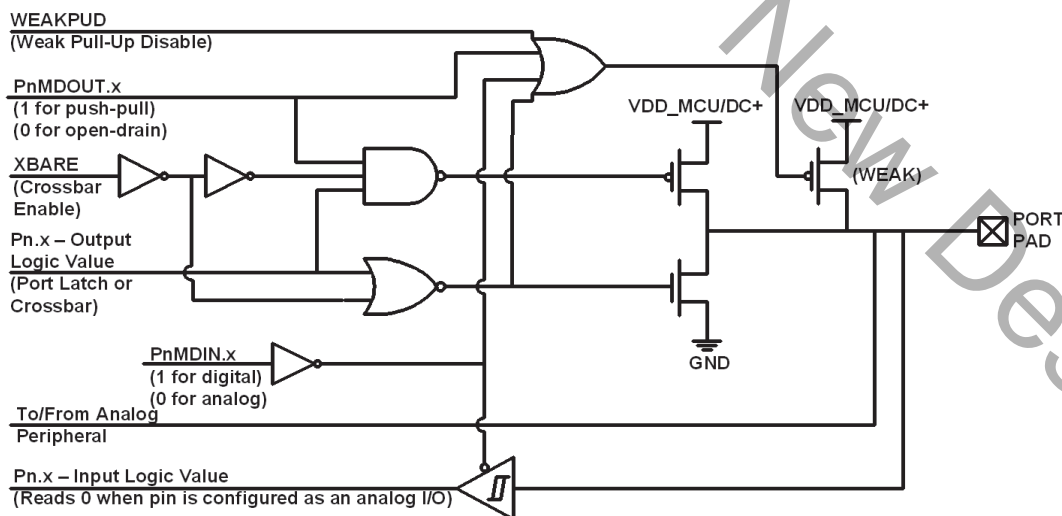 WEAKPUD
(Weak Pull-Up Disable)
PnMDOUT.x
(1 for push-pull)
(0 for open-drain)
XBARE
(Crossbar
Enable)
Pn.x – Output
Logic Value
(Port Latch or
Crossbar)
PnMDIN.x
(1 for digital)
(0 for analog)
To/From Analog
Peripheral
Pn.x – Input Logic Value
(Reads 0 when pin is configured as an analog I/O)
VDD_MCU/DC+
VDD_MCU/DC+
(WEAK)
PORT
PAD
GND
New Des